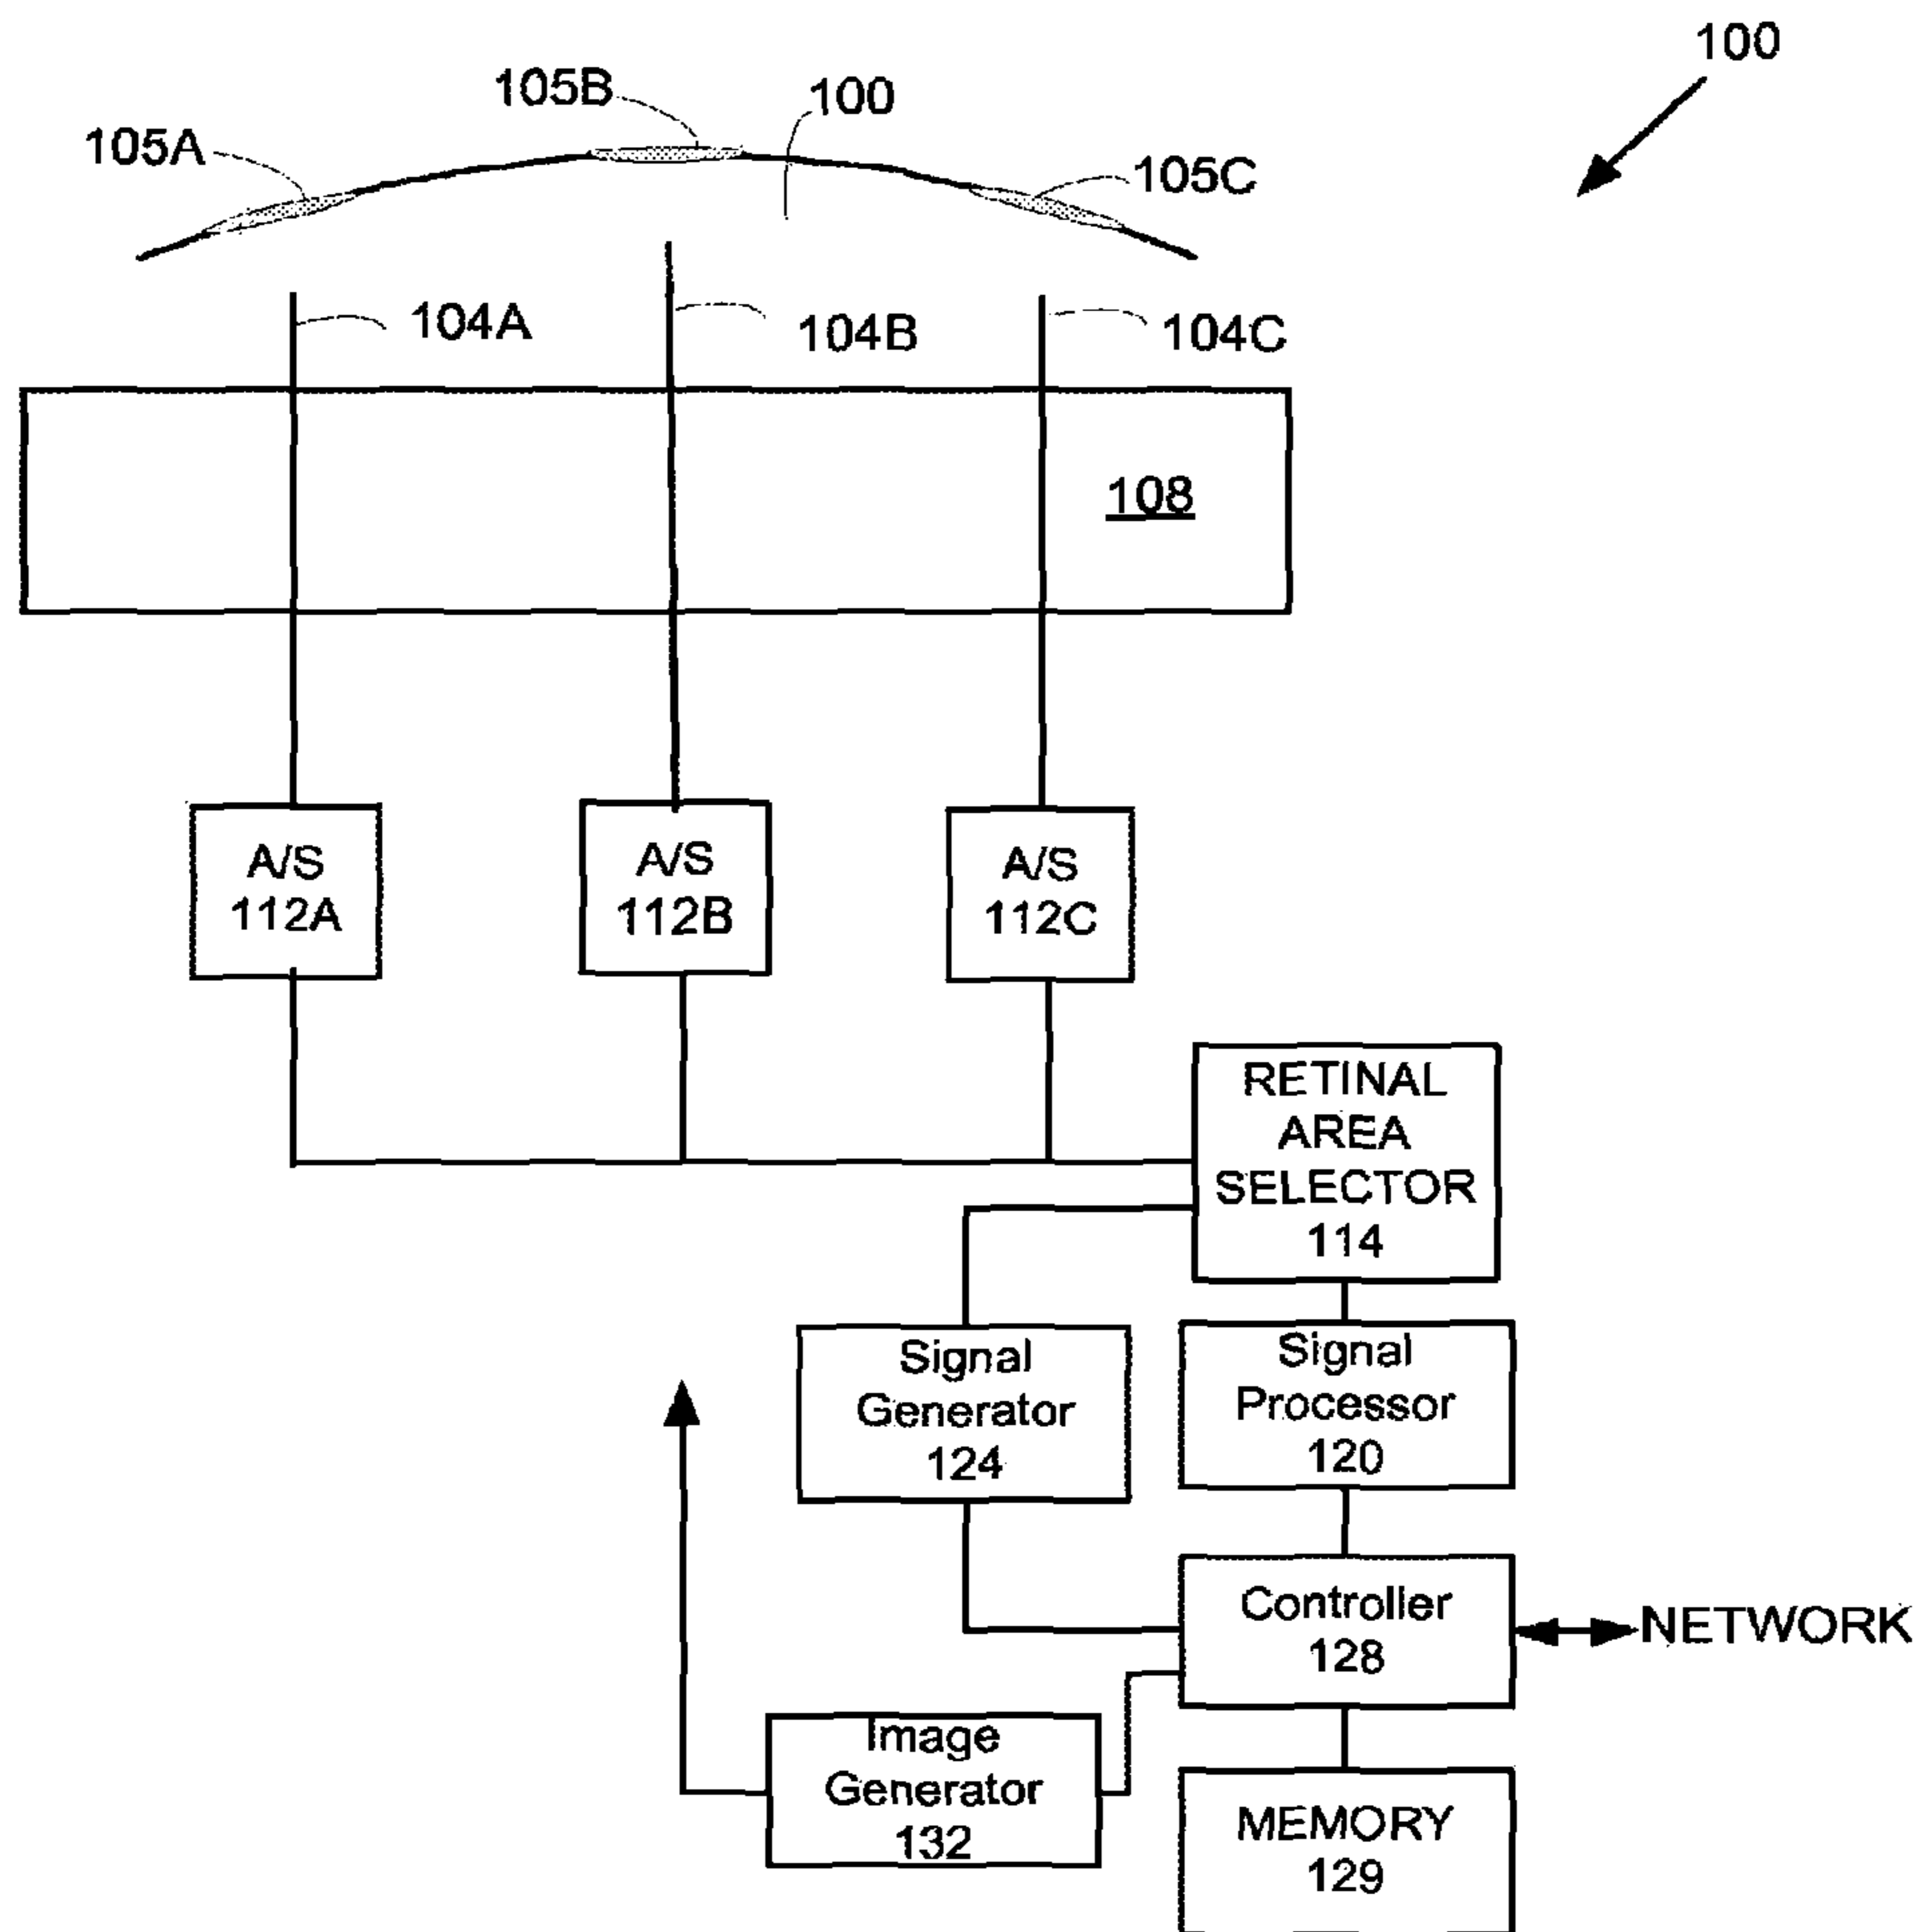 100
105B
100
105A
105C
104A
104B
104C
108
A/S
112A
A/S
112B
A/S
112C
RETINAL
AREA
SELECTOR
114
Signal
Generator
124
Signal
Processor
120
Controller
128
NETWORK
Image
Generator
132
MEMORY
129